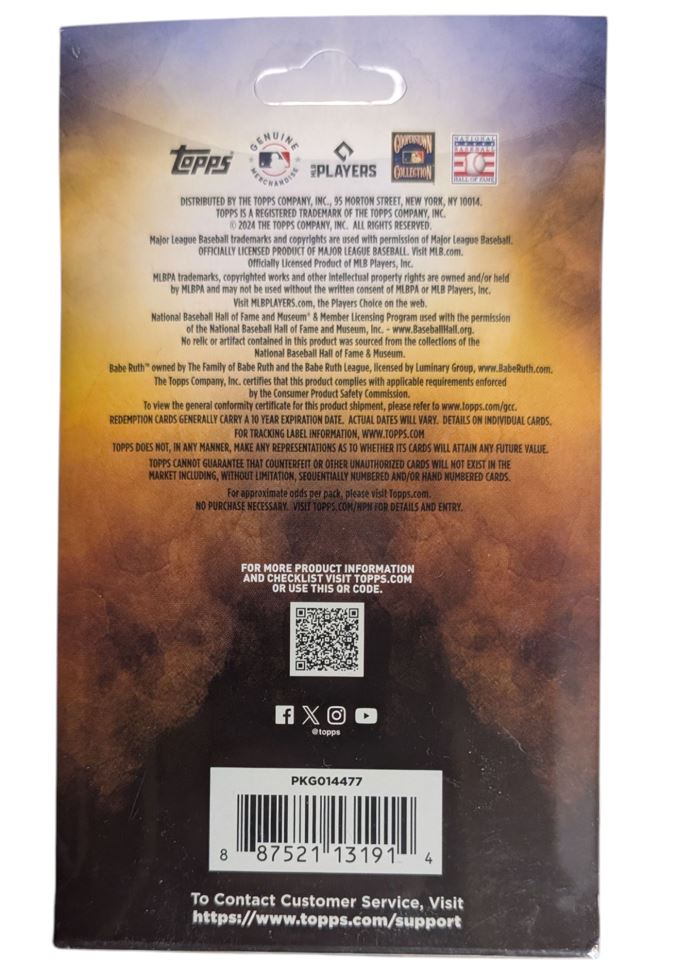 Topps
GENUINE
MERCHANDISE
MLB PLAYERS
COOPERSTOWN
COLLECTION
NATIONAL
BASEBALL
HALL OF FAME
DISTRIBUTED BY THE TOPPS COMPANY, INC., 95 MORTON STREET, NEW YORK, NY 10014.
TOPPS IS A REGISTERED TRADEMARK OF THE TOPPS COMPANY, INC.
© 2024 THE TOPPS COMPANY, INC. ALL RIGHTS RESERVED.
Major League Baseball trademarks and copyrights are used with permission of Major League Baseball.
OFFICIALLY LICENSED PRODUCT OF MAJOR LEAGUE BASEBALL. Visit MLB.com.
Officially Licensed Product of MLB Players, Inc.
MLBPA trademarks, copyrighted works and other intellectual property rights are owned and/or held
by MLBPA and may not be used without the written consent of MLBPA or MLB Players, Inc.
Visit MLBPLAYERS.com, the Players Choice on the web.
National Baseball Hall of Fame and Museum® & Member Licensing Program used with the permission
of the National Baseball Hall of Fame and Museum, Inc. - www.BaseballHall.org.
No relic or artifact contained in this product was sourced from the collections of the
National Baseball Hall of Fame & Museum.
Babe Ruth™ owned by The Family of Babe Ruth and the Babe Ruth League, licensed by Luminary Group, www.BabeRuth.com.
The Topps Company, Inc. certifies that this product complies with applicable requirements enforced
by the Consumer Product Safety Commission.
To view the general conformity certificate for this product shipment, please refer to www.topps.com/gcc.
REDEMPTION CARDS GENERALLY CARRY A 10 YEAR EXPIRATION DATE. ACTUAL DATES WILL VARY. DETAILS ON INDIVIDUAL CARDS.
FOR TRACKING LABEL INFORMATION, WWW.TOPPS.COM
TOPPS DOES NOT, IN ANY MANNER, MAKE ANY REPRESENTATIONS AS TO WHETHER ITS CARDS WILL ATTAIN ANY FUTURE VALUE.
TOPPS CANNOT GUARANTEE THAT COUNTERFEIT OR OTHER UNAUTHORIZED CARDS WILL NOT EXIST IN THE
MARKET INCLUDING, WITHOUT LIMITATION, SEQUENTIALLY NUMBERED AND/OR HAND NUMBERED CARDS.
For approximate odds per pack, please visit Topps.com.
NO PURCHASE NECESSARY. VISIT TOPPS.COM/NPN FOR DETAILS AND ENTRY.
FOR MORE PRODUCT INFORMATION
AND CHECKLIST VISIT TOPPS.COM
OR USE THIS QR CODE.
@topps
PKG014477
8 87521 13191 4
To Contact Customer Service, Visit
https://www.topps.com/support